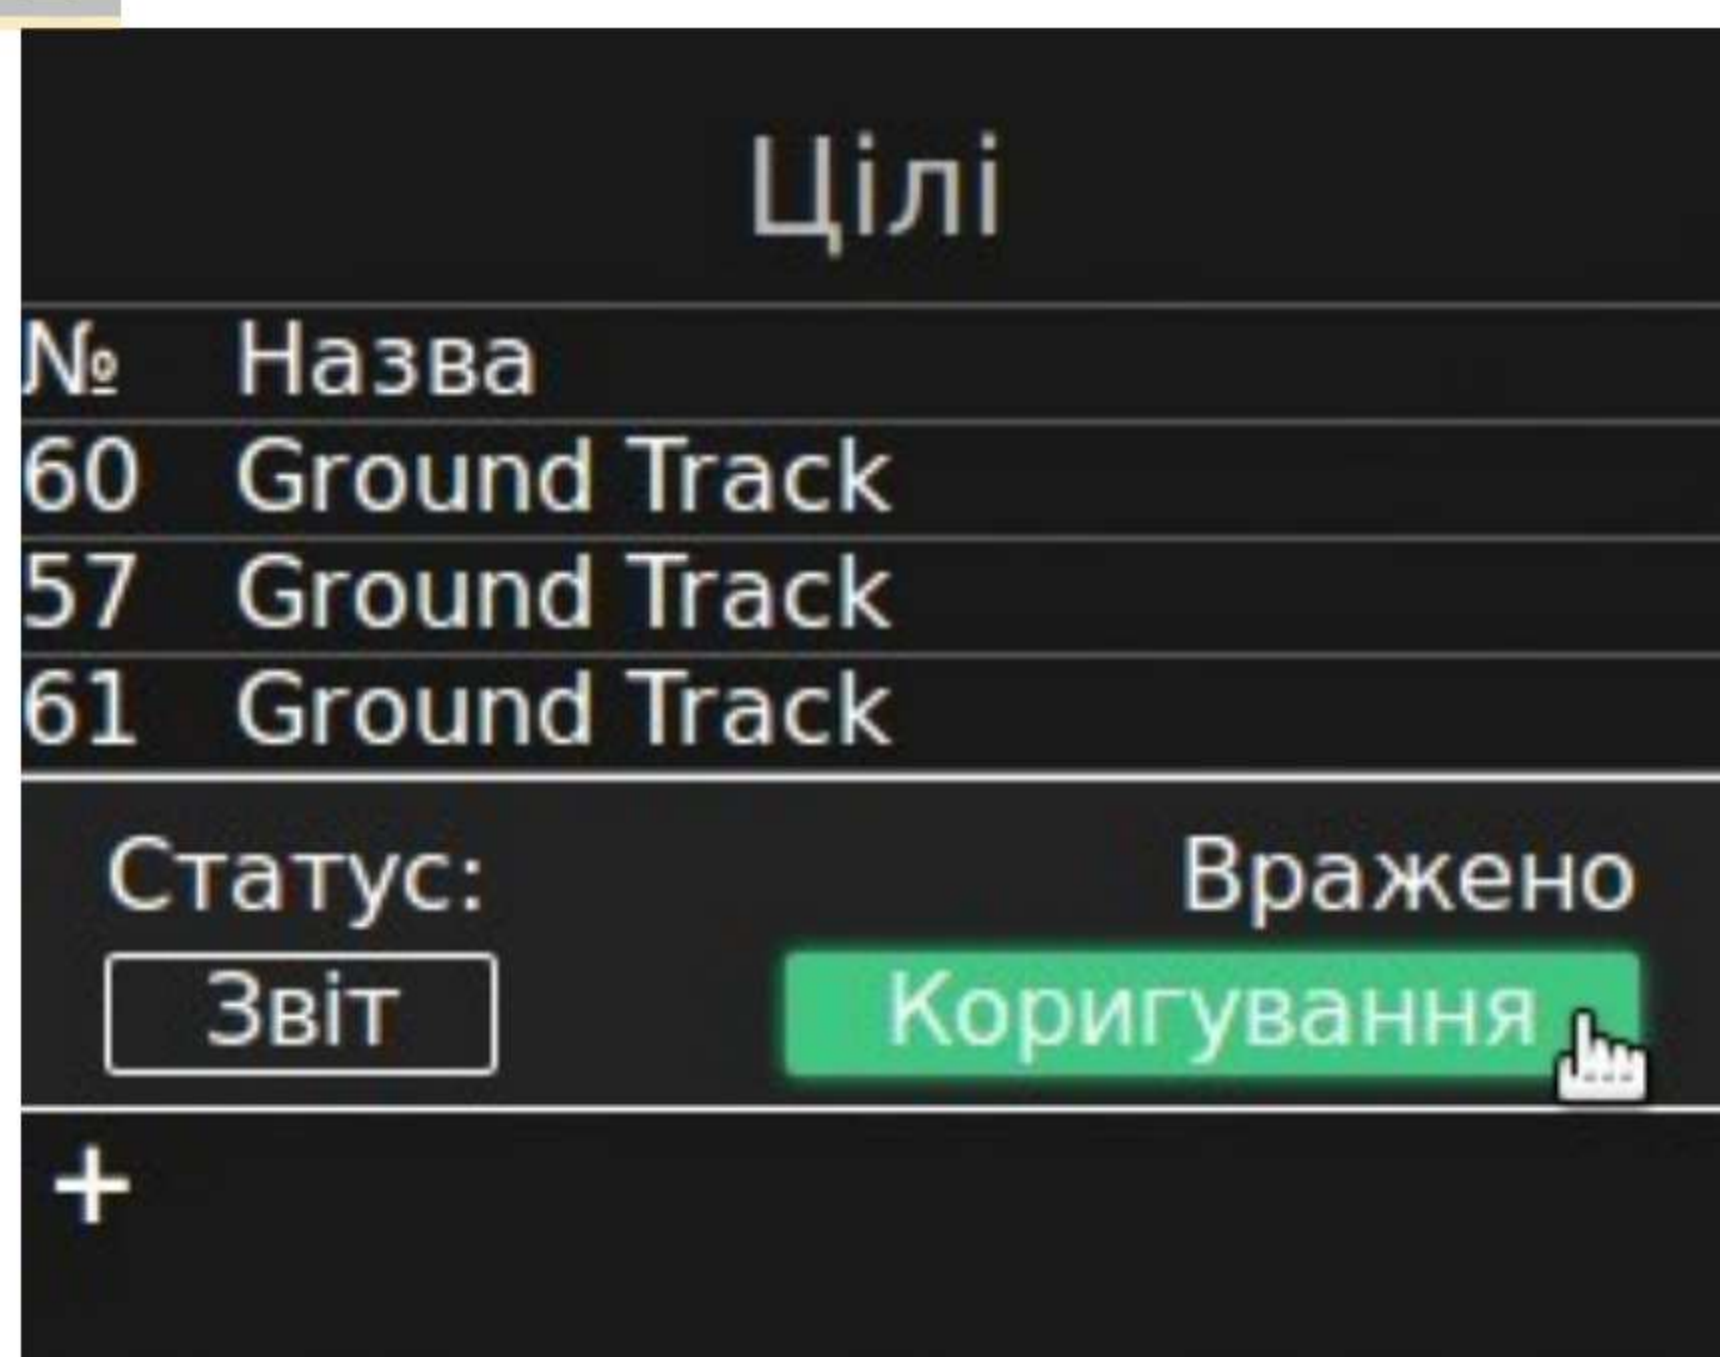 Цілі
№ Назва
60 Ground Track
57 Ground Track
61 Ground Track
Статус: Вражено
Звіт Коригування
+